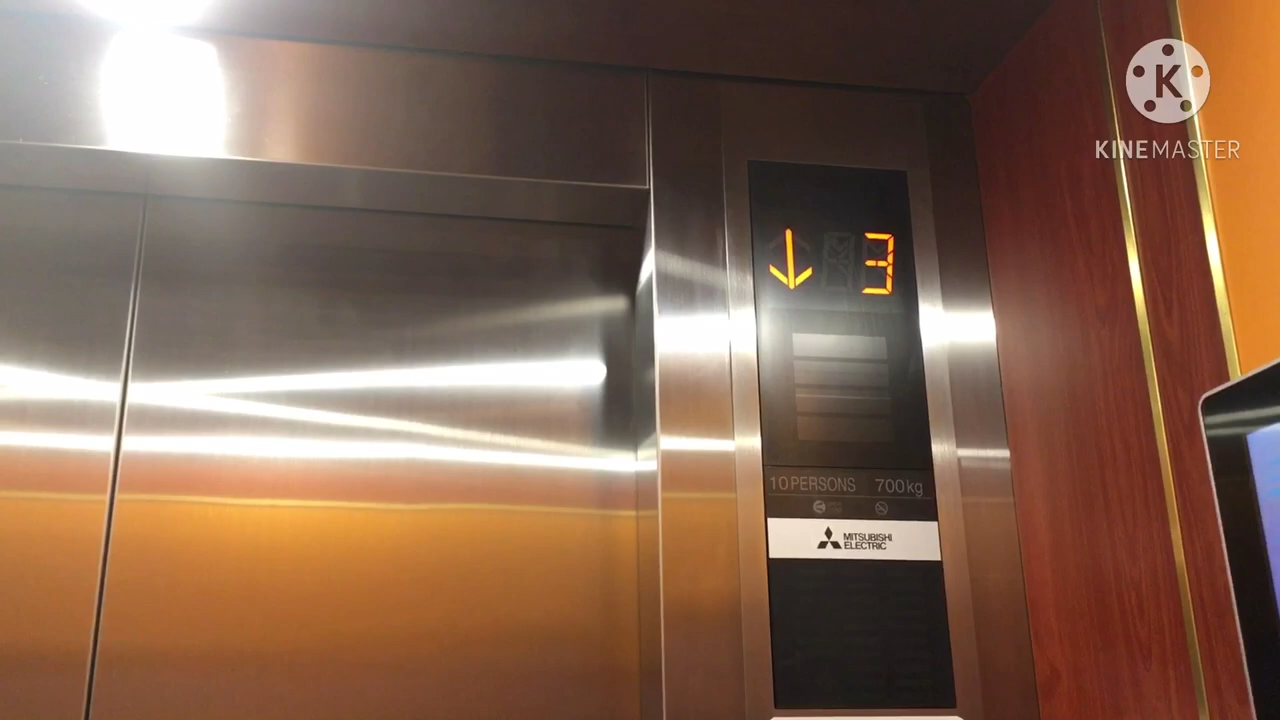 K
KINEMASTER
3
10PERSONS 700kg
MITSUBISHI
ELECTRIC